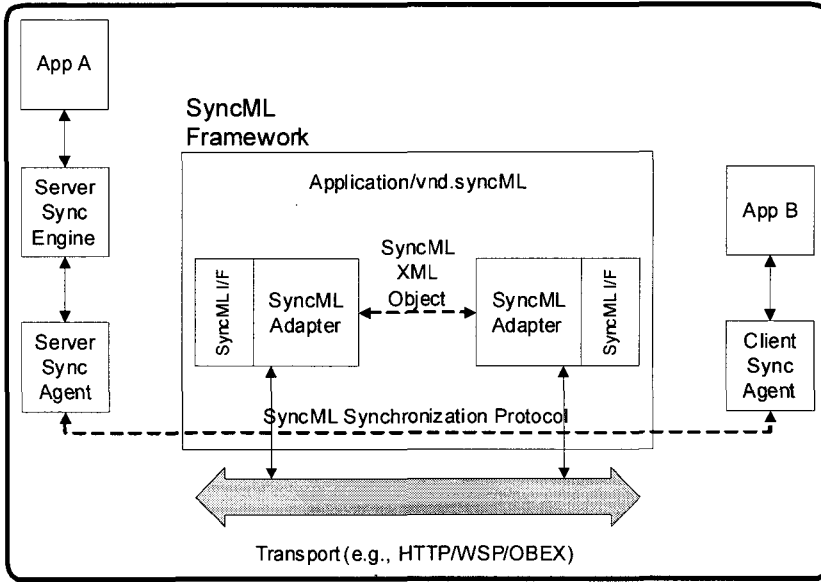 App A
SyncML
Framework
Application/vnd.syncML
Server
Sync
Engine
App B
SyncML
XML
Object
SyncML I/F
SyncML
Adapter
SyncML
Adapter
SyncML I/F
Server
Sync
Agent
Client
Sync
Agent
SyncML Synchronization Protocol
Transport (e.g., HTTP/WSP/OBEX)